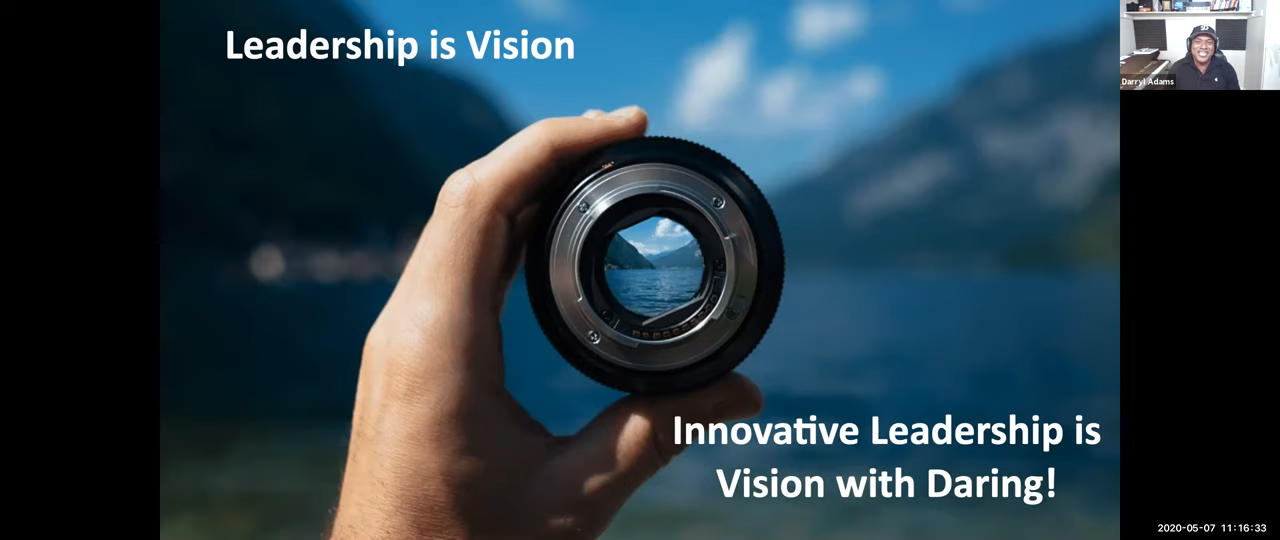 Leadership is Vision
Darryl Adams
Innovative Leadership is
Vision with Daring!
2020-05-07 11:16:33